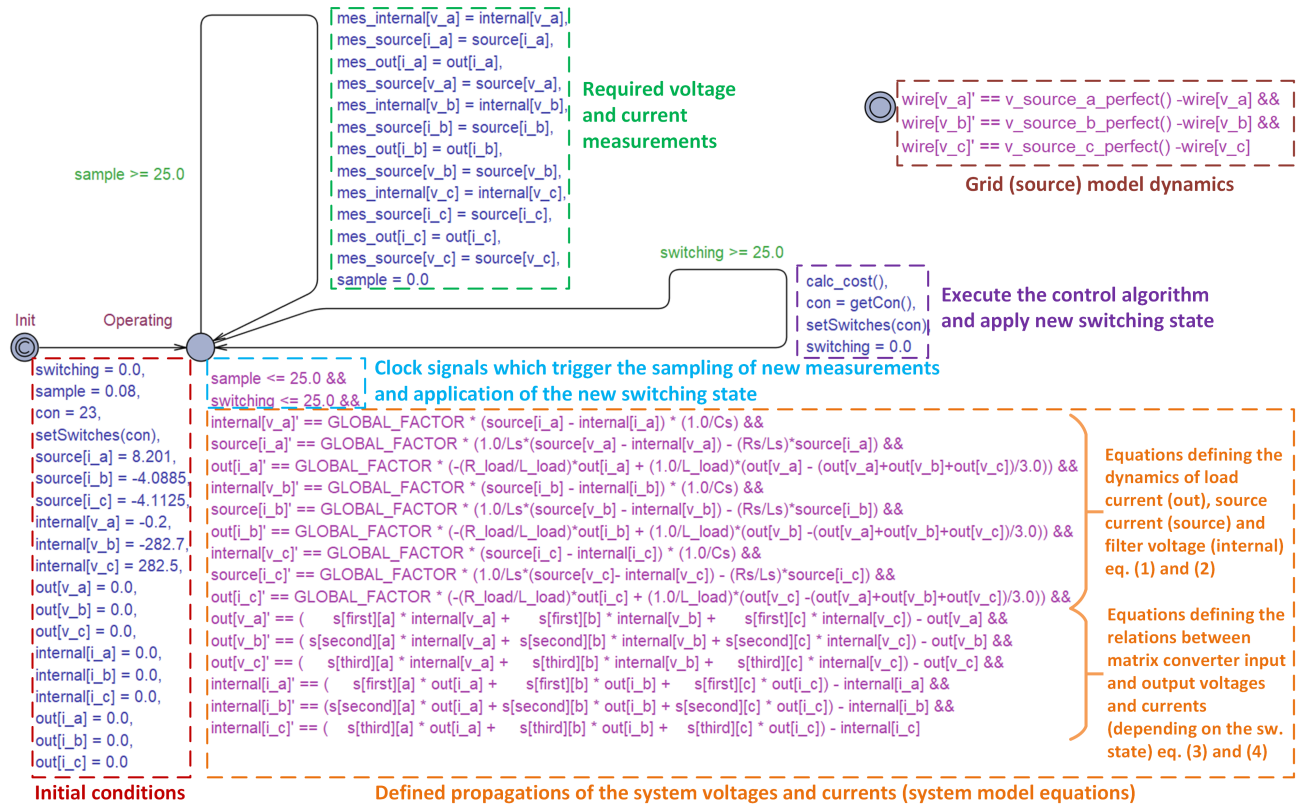 mes_internal[v_a] = internal[v_a],
mes_source[i_a] = source[i_a],
mes_out[i_a] = out[i_a],
mes_source[v_a] = source[v_a],
mes_internal[v_b] = internal[v_b],
mes_source[i_b] = source[i_b],
mes_out[i_b] = out[i_b],
mes_source[v_b] = source[v_b],
mes_internal[v_c] = internal[v_c],
mes_source[i_c] = source[i_c],
mes_out[i_c] = out[i_c],
mes_source[v_c] = source[v_c],
sample = 0.0
Required voltage
and current
measurements
sample >= 25.0
wire[v_a]' == v_source_a_perfect() -wire[v_a] &&
wire[v_b]' == v_source_b_perfect() -wire[v_b] &&
wire[v_c]' == v_source_c_perfect() -wire[v_c]
Grid (source) model dynamics
switching >= 25.0
calc_cost(),
con = getCon(),
setSwitches(con),
switching = 0.0
Execute the control algorithm
and apply new switching state
Init
Operating
switching = 0.0,
sample = 0.08,
con = 23,
setSwitches(con),
source[i_a] = 8.201,
source[i_b] = -4.0885,
source[i_c] = -4.1125,
internal[v_a] = -0.2,
internal[v_b] = -282.7,
internal[v_c] = 282.5,
out[v_a] = 0.0,
out[v_b] = 0.0,
out[v_c] = 0.0,
internal[i_a] = 0.0,
internal[i_b] = 0.0,
internal[i_c] = 0.0,
out[i_a] = 0.0,
out[i_b] = 0.0,
out[i_c] = 0.0
Initial conditions
sample <= 25.0 &&
switching <= 25.0 &&
Clock signals which trigger the sampling of new measurements
and application of the new switching state
internal[v_a]' == GLOBAL_FACTOR * (source[i_a] - internal[i_a]) * (1.0/Cs) &&
source[i_a]' == GLOBAL_FACTOR * (1.0/Ls*(source[v_a] - internal[v_a]) - (Rs/Ls)*source[i_a]) &&
out[i_a]' == GLOBAL_FACTOR * (-(R_load/L_load)*out[i_a] + (1.0/L_load)*(out[v_a] - (out[v_a]+out[v_b]+out[v_c])/3.0)) &&
internal[v_b]' == GLOBAL_FACTOR * (source[i_b] - internal[i_b]) * (1.0/Cs) &&
source[i_b]' == GLOBAL_FACTOR * (1.0/Ls*(source[v_b] - internal[v_b]) - (Rs/Ls)*source[i_b]) &&
out[i_b]' == GLOBAL_FACTOR * (-(R_load/L_load)*out[i_b] + (1.0/L_load)*(out[v_b] -(out[v_a]+out[v_b]+out[v_c])/3.0)) &&
internal[v_c]' == GLOBAL_FACTOR * (source[i_c] - internal[i_c]) * (1.0/Cs) &&
source[i_c]' == GLOBAL_FACTOR * (1.0/Ls*(source[v_c]- internal[v_c]) - (Rs/Ls)*source[i_c]) &&
out[i_c]' == GLOBAL_FACTOR * (-(R_load/L_load)*out[i_c] + (1.0/L_load)*(out[v_c] -(out[v_a]+out[v_b]+out[v_c])/3.0)) &&
out[v_a]' == ( s[first][a] * internal[v_a] + s[first][b] * internal[v_b] + s[first][c] * internal[v_c]) - out[v_a] &&
out[v_b]' == ( s[second][a] * internal[v_a] + s[second][b] * internal[v_b] + s[second][c] * internal[v_c]) - out[v_b] &&
out[v_c]' == ( s[third][a] * internal[v_a] + s[third][b] * internal[v_b] + s[third][c] * internal[v_c]) - out[v_c] &&
internal[i_a]' == ( s[first][a] * out[i_a] + s[first][b] * out[i_b] + s[first][c] * out[i_c]) - internal[i_a] &&
internal[i_b]' == (s[second][a] * out[i_a] + s[second][b] * out[i_b] + s[second][c] * out[i_c]) - internal[i_b] &&
internal[i_c]' == ( s[third][a] * out[i_a] + s[third][b] * out[i_b] + s[third][c] * out[i_c]) - internal[i_c]
Equations defining the
dynamics of load
current (out), source
current (source) and
filter voltage (internal)
eq. (1) and (2)
Equations defining the
relations between
matrix converter input
and output voltages
and currents
(depending on the sw.
state) eq. (3) and (4)
Defined propagations of the system voltages and currents (system model equations)